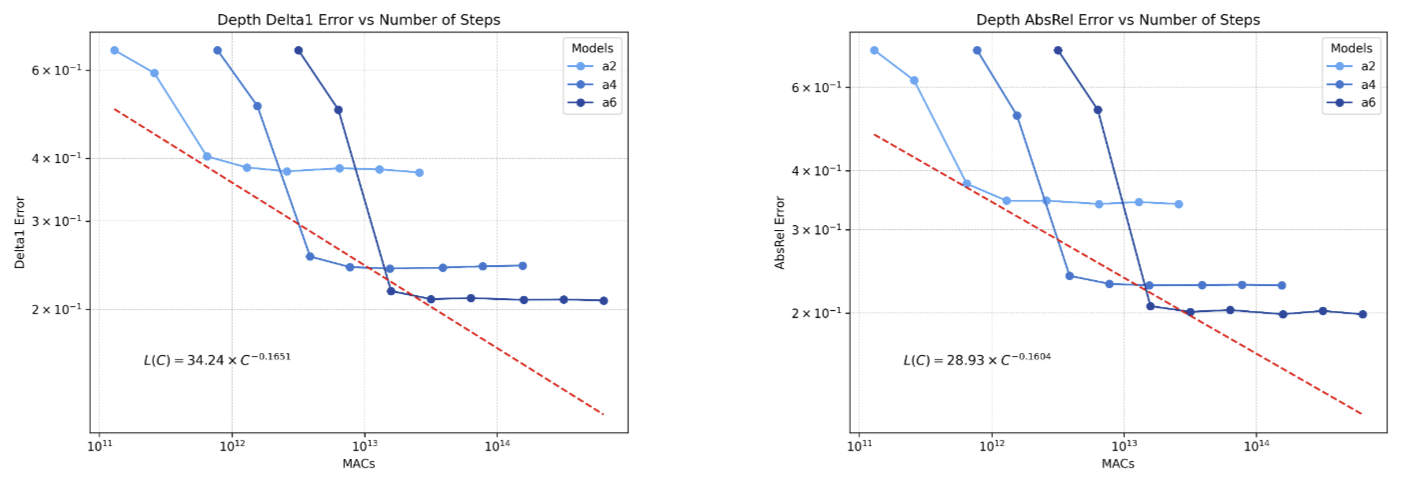 Depth Delta1 Error vs Number of Steps
Models
a2
a4
a6
6 × 10⁻¹
4 × 10⁻¹
3 × 10⁻¹
2 × 10⁻¹
Delta1 Error
L(C) = 34.24 × C⁻⁰·¹⁶⁵¹
10¹¹
10¹²
10¹³
10¹⁴
MACs
Depth AbsRel Error vs Number of Steps
Models
a2
a4
a6
6 × 10⁻¹
4 × 10⁻¹
3 × 10⁻¹
2 × 10⁻¹
AbsRel Error
L(C) = 28.93 × C⁻⁰·¹⁶⁰⁴
10¹¹
10¹²
10¹³
10¹⁴
MACs